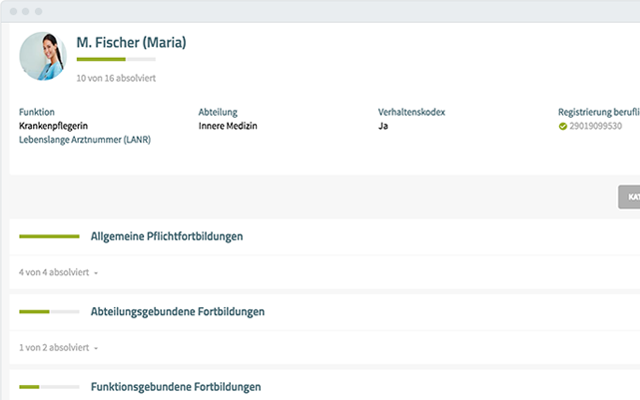 M. Fischer (Maria)
10 von 16 absolviert
Funktion
Krankenpflegerin
Lebenslange Arztnummer (LANR)
Abteilung
Innere Medizin
Verhaltenskodex
Ja
Registrierung berufli
29019099530
KAT
Allgemeine Pflichtfortbildungen
4 von 4 absolviert
Abteilungsgebundene Fortbildungen
1 von 2 absolviert
Funktionsgebundene Fortbildungen